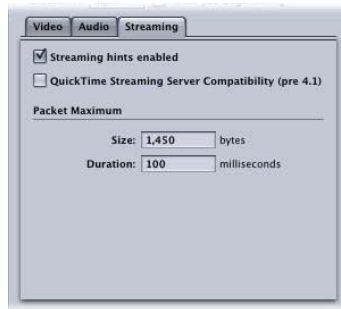 Video Audio Streaming
Streaming hints enabled
QuickTime Streaming Server Compatibility (pre 4.1)
Packet Maximum
Size: 1,450 bytes
Duration: 100 milliseconds